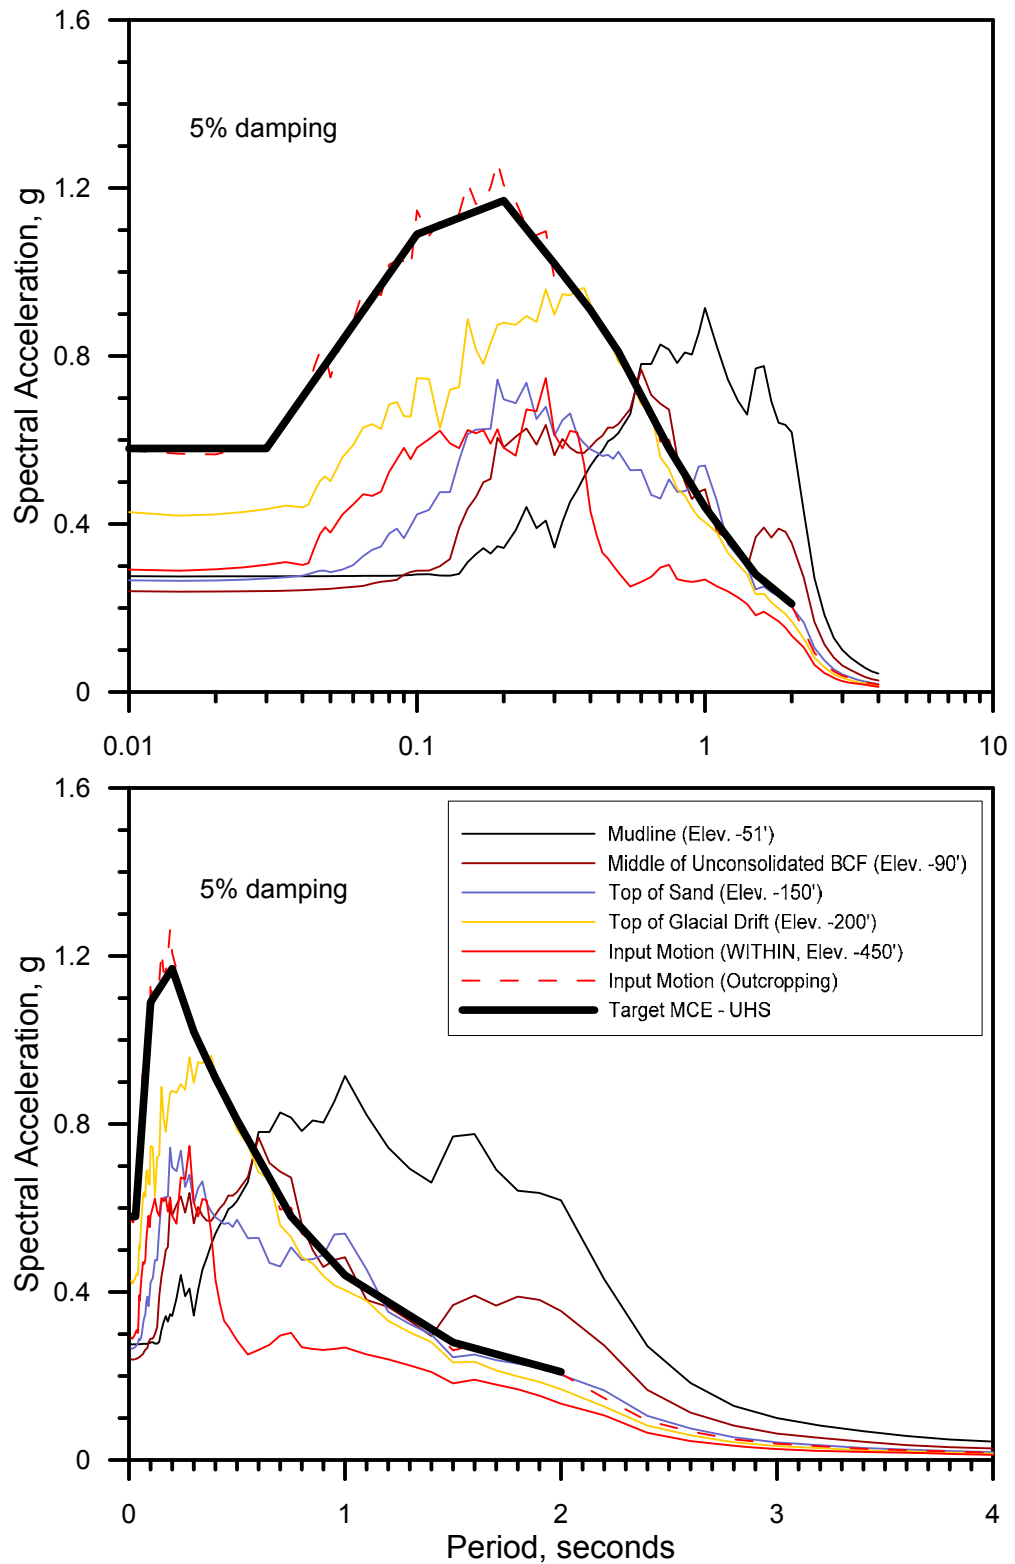 1.6
1.2
0.8
0.4
0
Spectral Acceleration, g
5% damping
0.01
0.1
1
10
1.6
1.2
0.8
0.4
0
Spectral Acceleration, g
5% damping
Mudline (Elev. -51')
Middle of Unconsolidated BCF (Elev. -90')
Top of Sand (Elev. -150')
Top of Glacial Drift (Elev. -200')
Input Motion (WITHIN, Elev. -450')
Input Motion (Outcropping)
Target MCE - UHS
0
1
2
3
4
Period, seconds